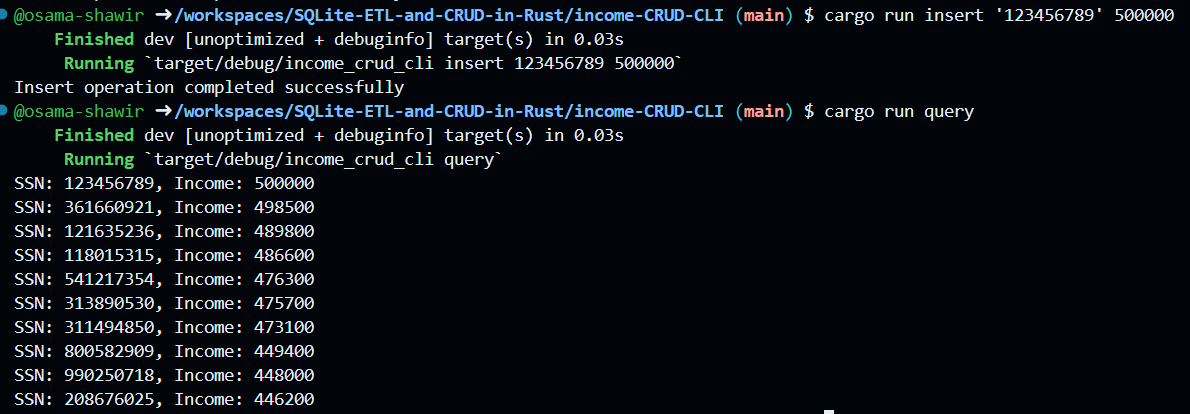 @osama-shawir ➜/workspaces/SQLite-ETL-and-CRUD-in-Rust/income-CRUD-CLI (main) $ cargo run insert '123456789' 500000
    Finished dev [unoptimized + debuginfo] target(s) in 0.03s
     Running `target/debug/income_crud_cli insert 123456789 500000`
Insert operation completed successfully
@osama-shawir ➜/workspaces/SQLite-ETL-and-CRUD-in-Rust/income-CRUD-CLI (main) $ cargo run query
    Finished dev [unoptimized + debuginfo] target(s) in 0.03s
     Running `target/debug/income_crud_cli query`
SSN: 123456789, Income: 500000
SSN: 361660921, Income: 498500
SSN: 121635236, Income: 489800
SSN: 118015315, Income: 486600
SSN: 541217354, Income: 476300
SSN: 313890530, Income: 475700
SSN: 311494850, Income: 473100
SSN: 800582909, Income: 449400
SSN: 990250718, Income: 448000
SSN: 208676025, Income: 446200